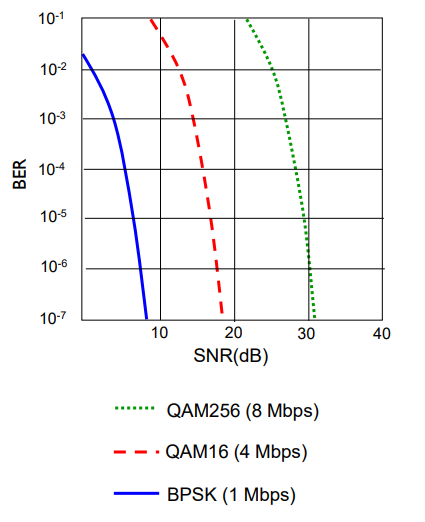 10-1
10-2
10-3
10-4
10-5
10-6
10-7
BER
10 20 30 40
SNR(dB)
QAM256 (8 Mbps)
QAM16 (4 Mbps)
BPSK (1 Mbps)